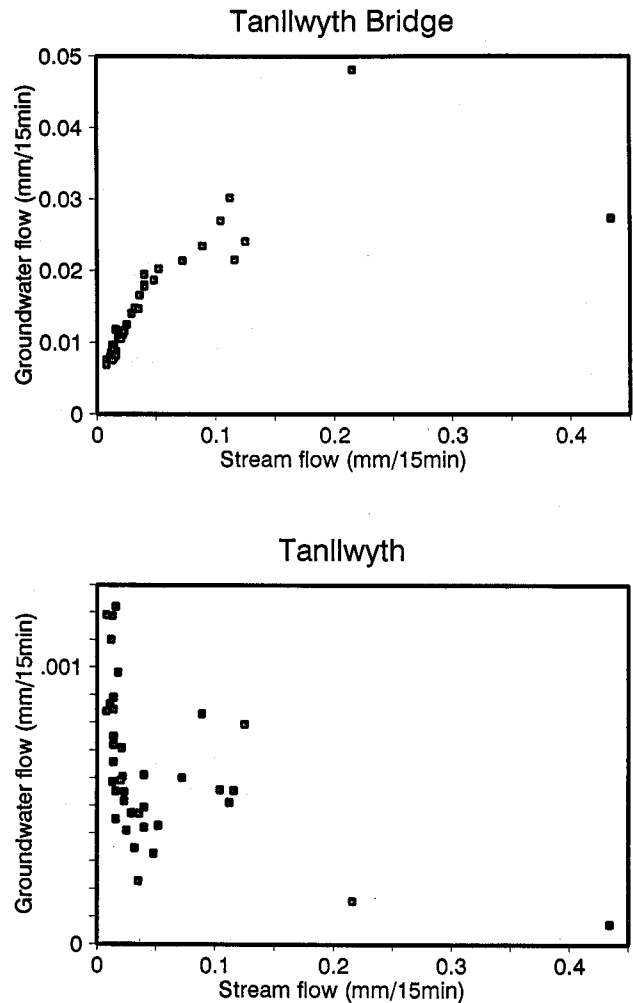 Tanllwyth Bridge
Groundwater flow (mm/15min)
0.05
0.04
0.03
0.02
0.01
0
0 0.1 0.2 0.3 0.4
Stream flow (mm/15min)
Tanllwyth
Groundwater flow (mm/15min)
.001
0
0 0.1 0.2 0.3 0.4
Stream flow (mm/15min)